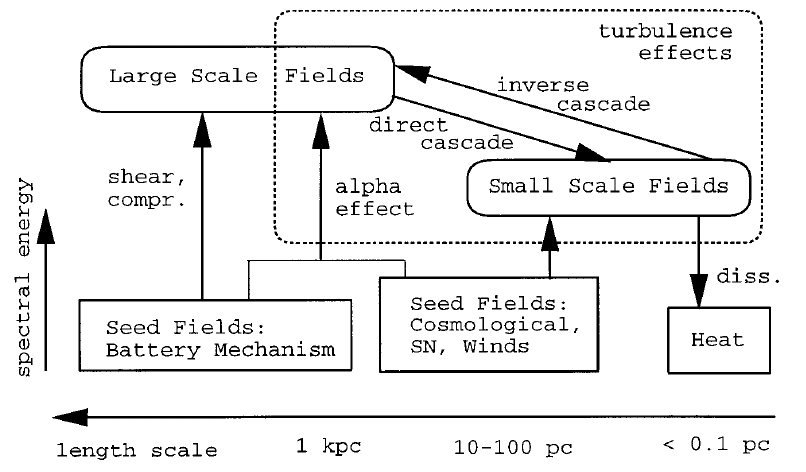 turbulence
effects
Large Scale Fields
inverse
cascade
direct
cascade
shear,
compr.
alpha
effect
Small Scale Fields
spectral energy
diss.
Seed Fields:
Battery Mechanism
Seed Fields:
Cosmological,
SN, Winds
Heat
length scale
1 kpc
10-100 pc
< 0.1 pc